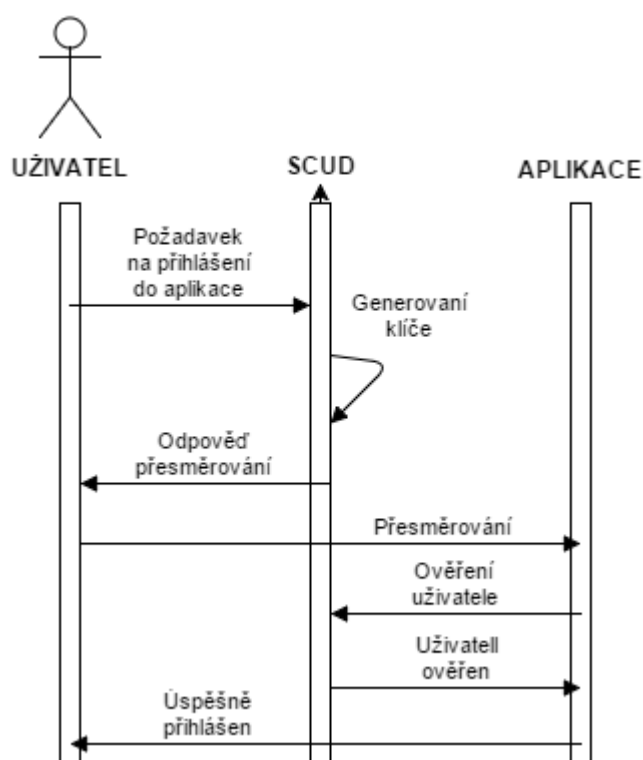 UŽIVATEL
SCUD
APLIKACE
Požadavek
na přihlášení
do aplikace
Generovaní
klíče
Odpověď
přesměrování
Přesměrování
Ověření
uživatele
Uživatell
ověřen
Úspěšně
přihlášen